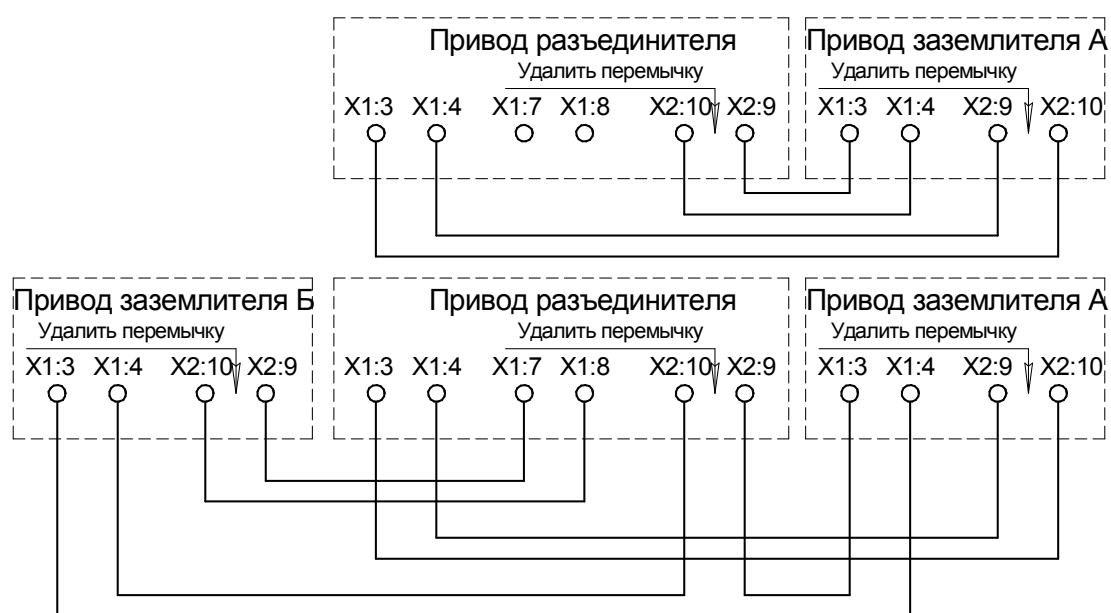 Привод разъединителя
Привод заземлителя А
Удалить перемычку
Удалить перемычку
X1:3 X1:4 X1:7 X1:8 X2:10 X2:9
X1:3 X1:4 X2:9 X2:10
Привод заземлителя Б
Привод разъединителя
Привод заземлителя А
Удалить перемычку
Удалить перемычку
Удалить перемычку
X1:3 X1:4 X2:10 X2:9
X1:3 X1:4 X1:7 X1:8 X2:10 X2:9
X1:3 X1:4 X2:9 X2:10